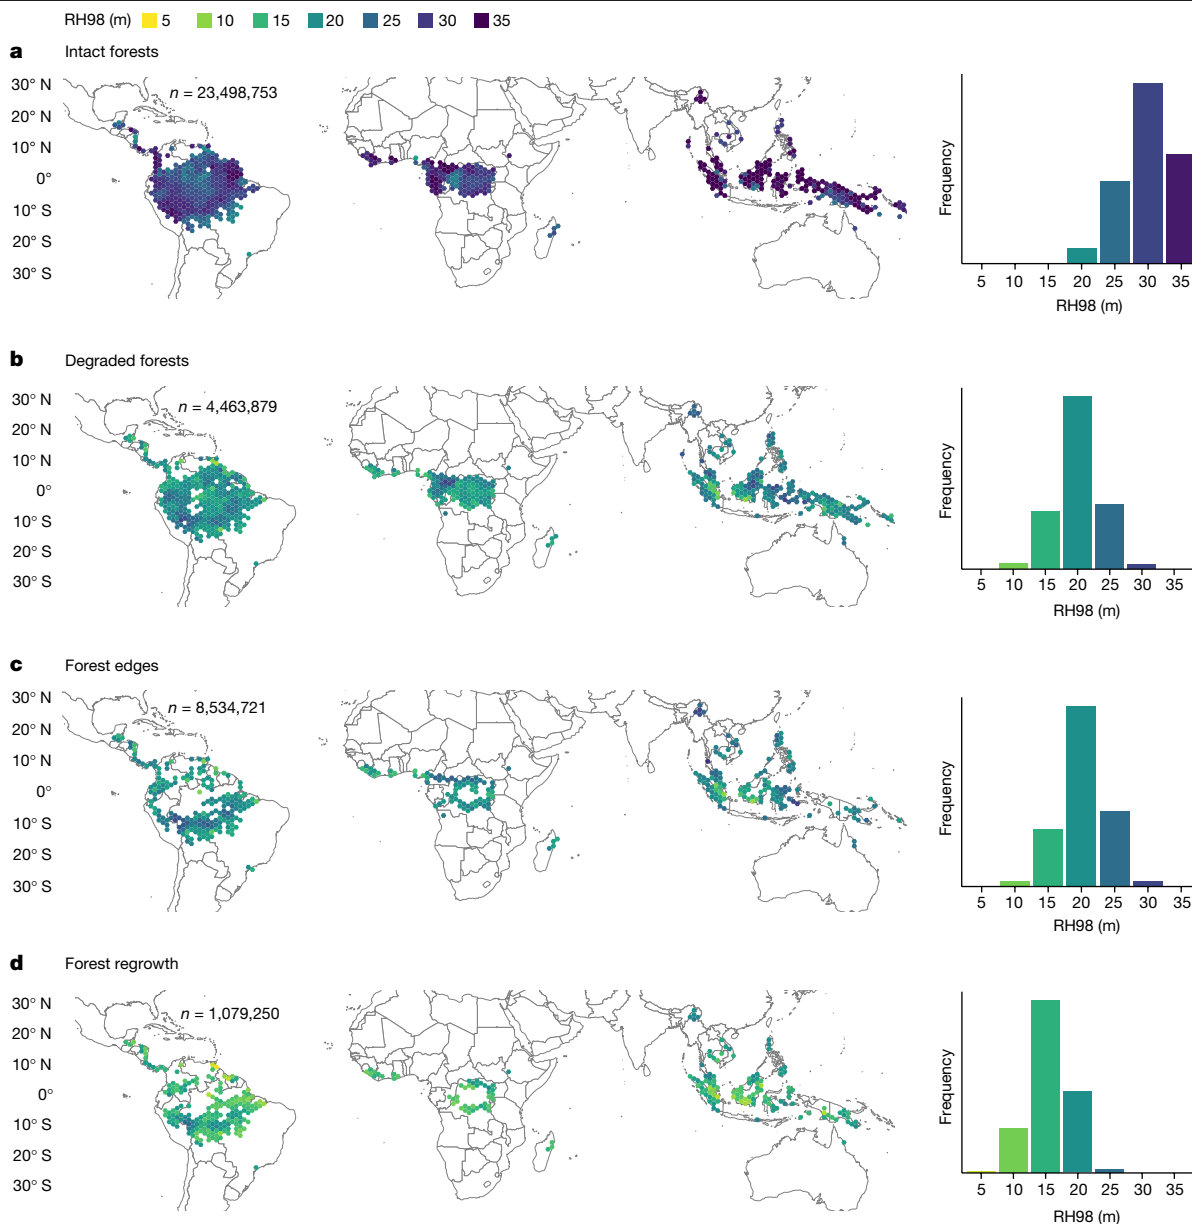 RH98 (m) 5 10 15 20 25 30 35
a Intact forests
n = 23,498,753
30° N
20° N
10° N
0°
10° S
20° S
30° S
Frequency
5 10 15 20 25 30 35
RH98 (m)
b Degraded forests
n = 4,463,879
30° N
20° N
10° N
0°
10° S
20° S
30° S
Frequency
5 10 15 20 25 30 35
RH98 (m)
c Forest edges
n = 8,534,721
30° N
20° N
10° N
0°
10° S
20° S
30° S
Frequency
5 10 15 20 25 30 35
RH98 (m)
d Forest regrowth
n = 1,079,250
30° N
20° N
10° N
0°
10° S
20° S
30° S
Frequency
5 10 15 20 25 30 35
RH98 (m)